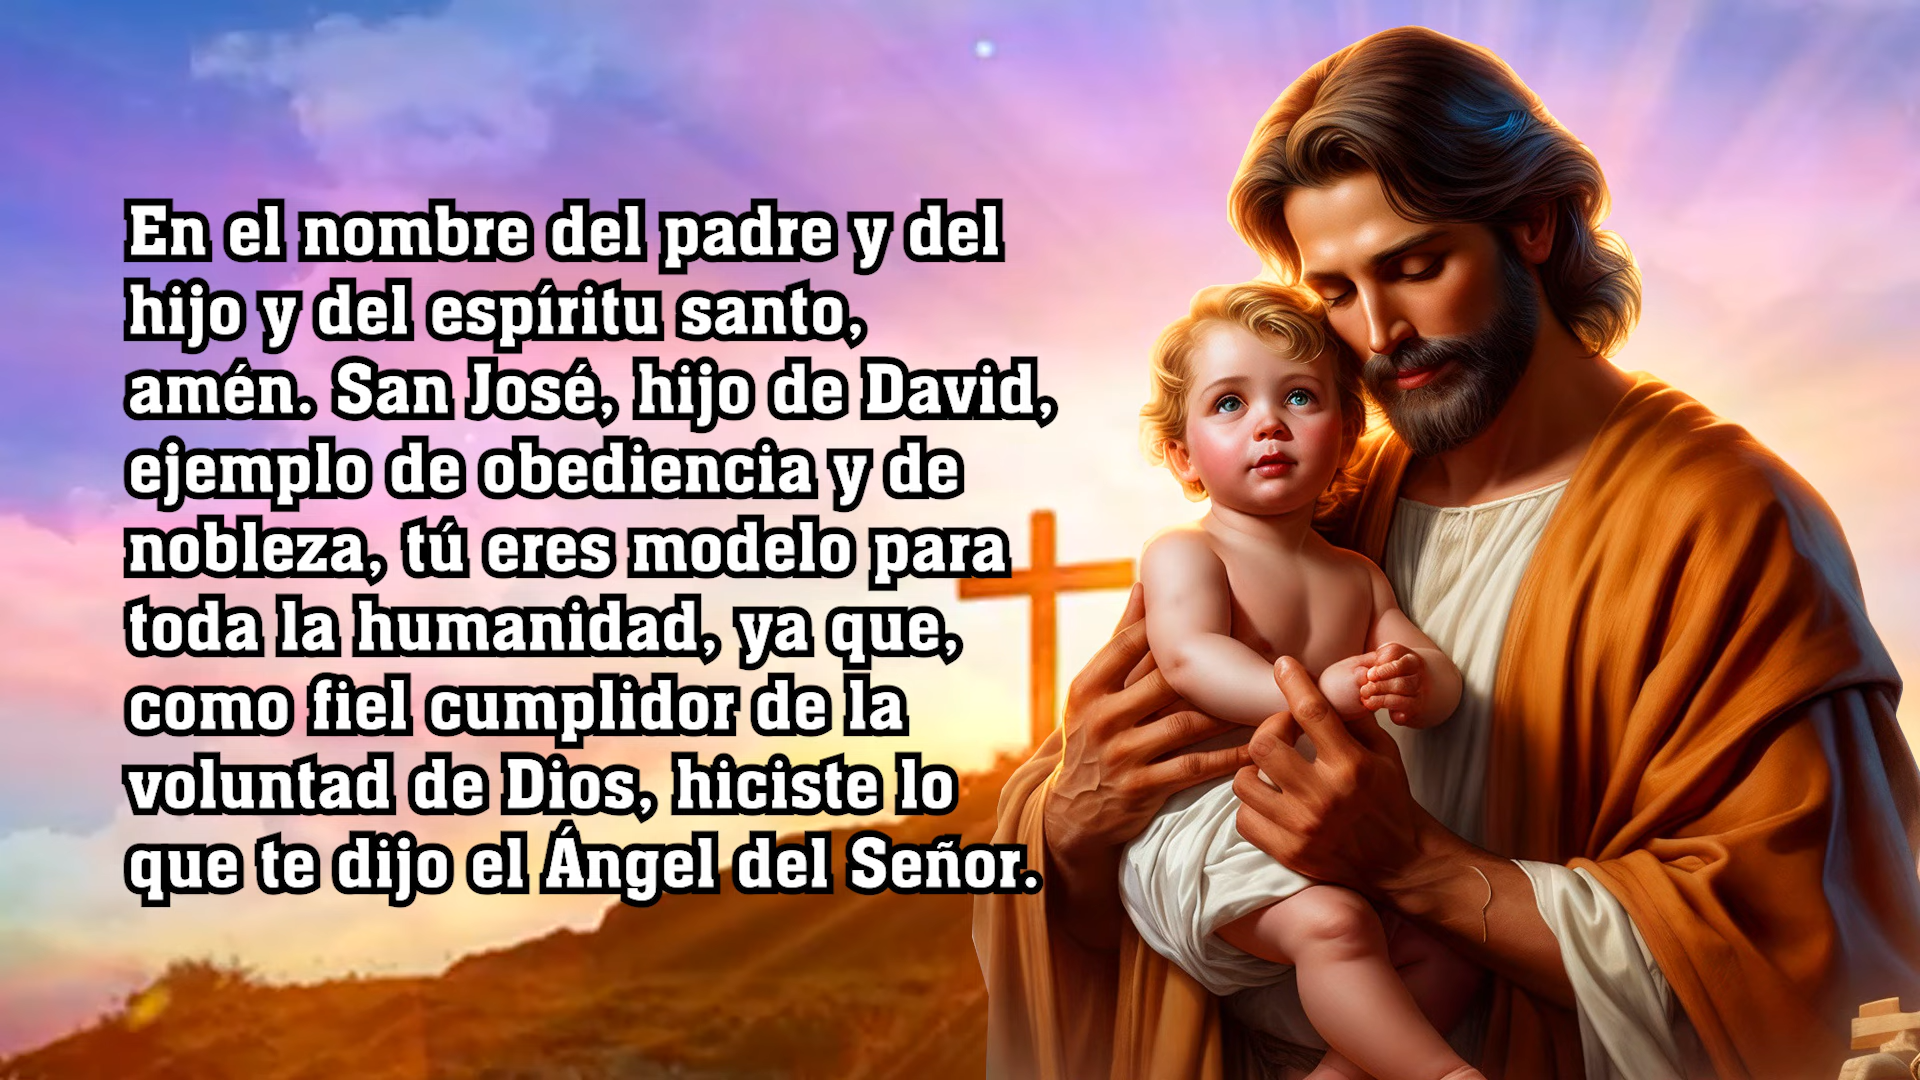 En el nombre del padre y del
hijo y del espíritu santo,
amén. San José, hijo de David,
ejemplo de obediencia y de
nobleza, tú eres modelo para
toda la humanidad, ya que,
como fiel cumplidor de la
voluntad de Dios, hiciste lo
que te dijo el Ángel del Señor.